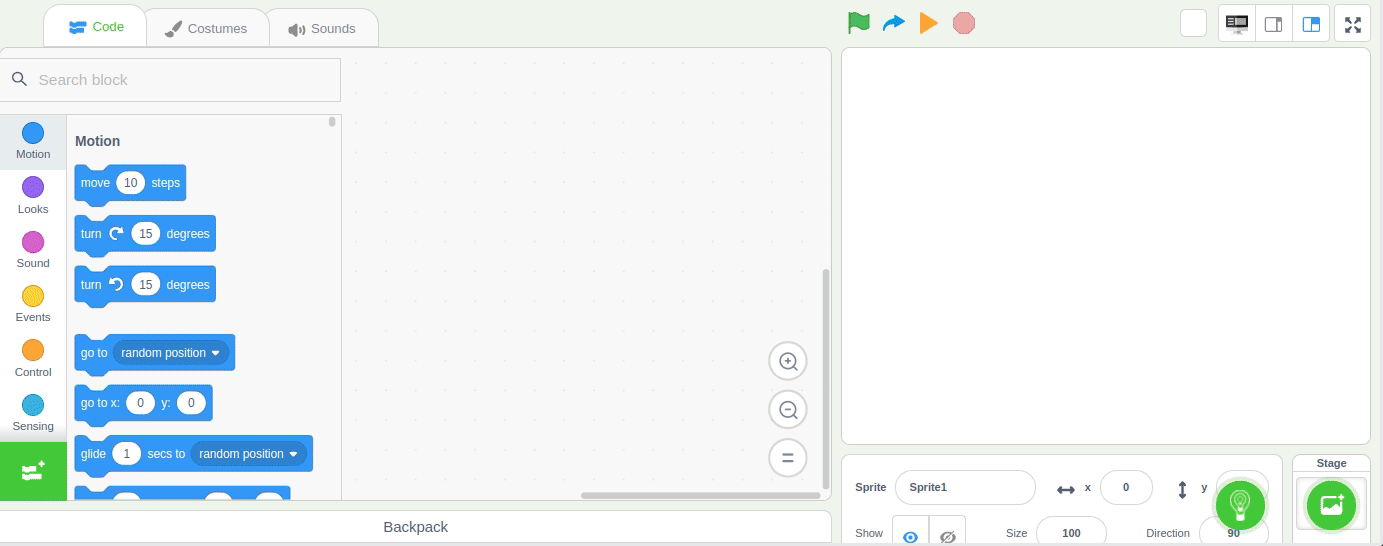 Code
Costumes
Sounds
Search block
Motion
Looks
Sound
Events
Control
Sensing
Motion
move 10 steps
turn 15 degrees
turn 15 degrees
go to random position
go to x: 0 y: 0
glide 1 secs to random position
Backpack
Sprite Sprite1 x 0 y
Show Size 100 Direction 90
Stage